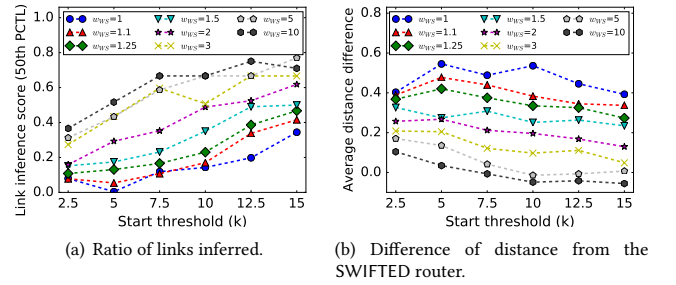 1.0
0.8
0.6
0.4
0.2
0.0
Link inference score (50th PCTL)
w_WS=1
w_WS=1.1
w_WS=1.25
w_WS=1.5
w_WS=2
w_WS=3
w_WS=5
w_WS=10
2.5 5 7.5 10 12.5 15
Start threshold (k)
(a) Ratio of links inferred.
0.8
0.6
0.4
0.2
0.0
Average distance difference
w_WS=1
w_WS=1.1
w_WS=1.25
w_WS=1.5
w_WS=2
w_WS=3
w_WS=5
w_WS=10
2.5 5 7.5 10 12.5 15
Start threshold (k)
(b) Difference of distance from the
SWIFTED router.